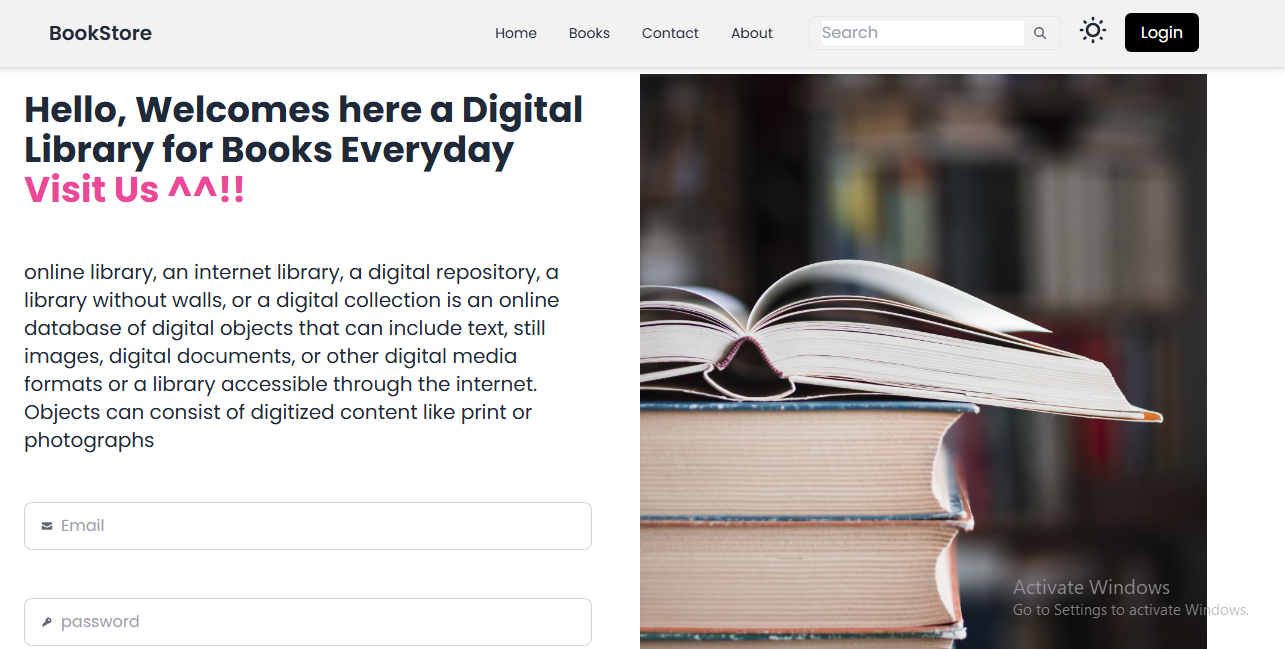 BookStore
Home Books Contact About Search Login
Hello, Welcomes here a Digital
Library for Books Everyday
Visit Us ^^!!
online library, an internet library, a digital repository, a
library without walls, or a digital collection is an online
database of digital objects that can include text, still
images, digital documents, or other digital media
formats or a library accessible through the internet.
Objects can consist of digitized content like print or
photographs
Email
password
Activate Windows
Go to Settings to activate Windows.